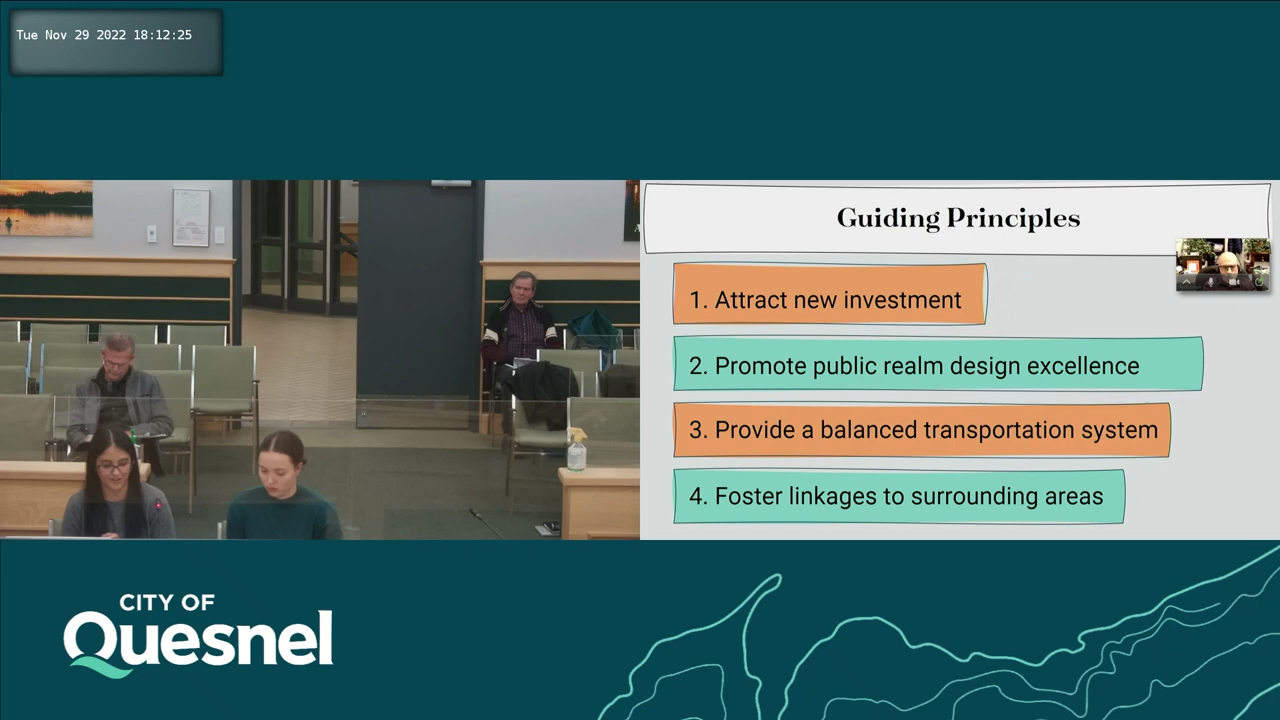 Tue Nov 29 2022 18:12:25
Guiding Principles
1. Attract new investment
2. Promote public realm design excellence
3. Provide a balanced transportation system
4. Foster linkages to surrounding areas
CITY OF
Quesnel